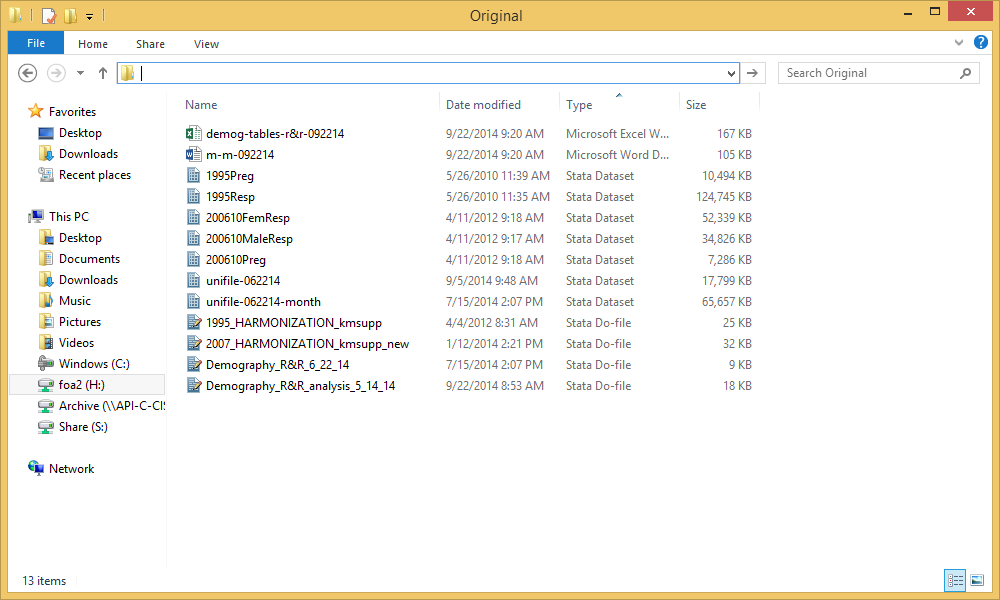 Original
File Home Share View
Search Original
Name Date modified Type Size
Favorites
Desktop
Downloads
Recent places
This PC
Desktop
Documents
Downloads
Music
Pictures
Videos
Windows (C:)
foa2 (H:)
Archive (\\API-C-CIS
Share (S:)
Network
demog-tables-r&r-092214 9/22/2014 9:20 AM Microsoft Excel W... 167 KB
m-m-092214 9/22/2014 9:20 AM Microsoft Word D... 105 KB
1995Preg 5/26/2010 11:39 AM Stata Dataset 10,494 KB
1995Resp 5/26/2010 11:35 AM Stata Dataset 124,745 KB
200610FemResp 4/11/2012 9:18 AM Stata Dataset 52,339 KB
200610MaleResp 4/11/2012 9:17 AM Stata Dataset 34,826 KB
200610Preg 4/11/2012 9:18 AM Stata Dataset 7,286 KB
unifile-062214 9/5/2014 9:48 AM Stata Dataset 17,799 KB
unifile-062214-month 7/15/2014 2:07 PM Stata Dataset 65,657 KB
1995_HARMONIZATION_kmsupp 4/4/2012 8:31 AM Stata Do-file 25 KB
2007_HARMONIZATION_kmsupp_new 1/12/2014 2:21 PM Stata Do-file 32 KB
Demography_R&R_6_22_14 7/15/2014 2:07 PM Stata Do-file 9 KB
Demography_R&R_analysis_5_14_14 9/22/2014 8:53 AM Stata Do-file 18 KB
13 items